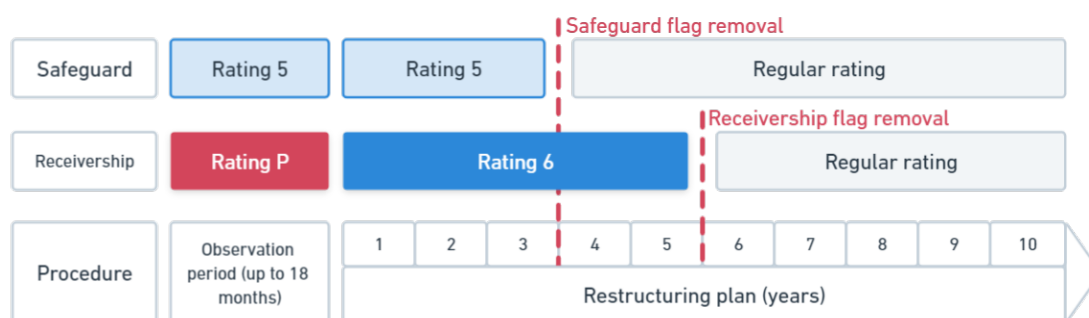 Safeguard flag removal
Safeguard
Rating 5
Rating 5
Regular rating
Receivership flag removal
Receivership
Rating P
Rating 6
Regular rating
Procedure
Observation
period (up to 18
months)
1 2 3 4 5 6 7 8 9 10
Restructuring plan (years)